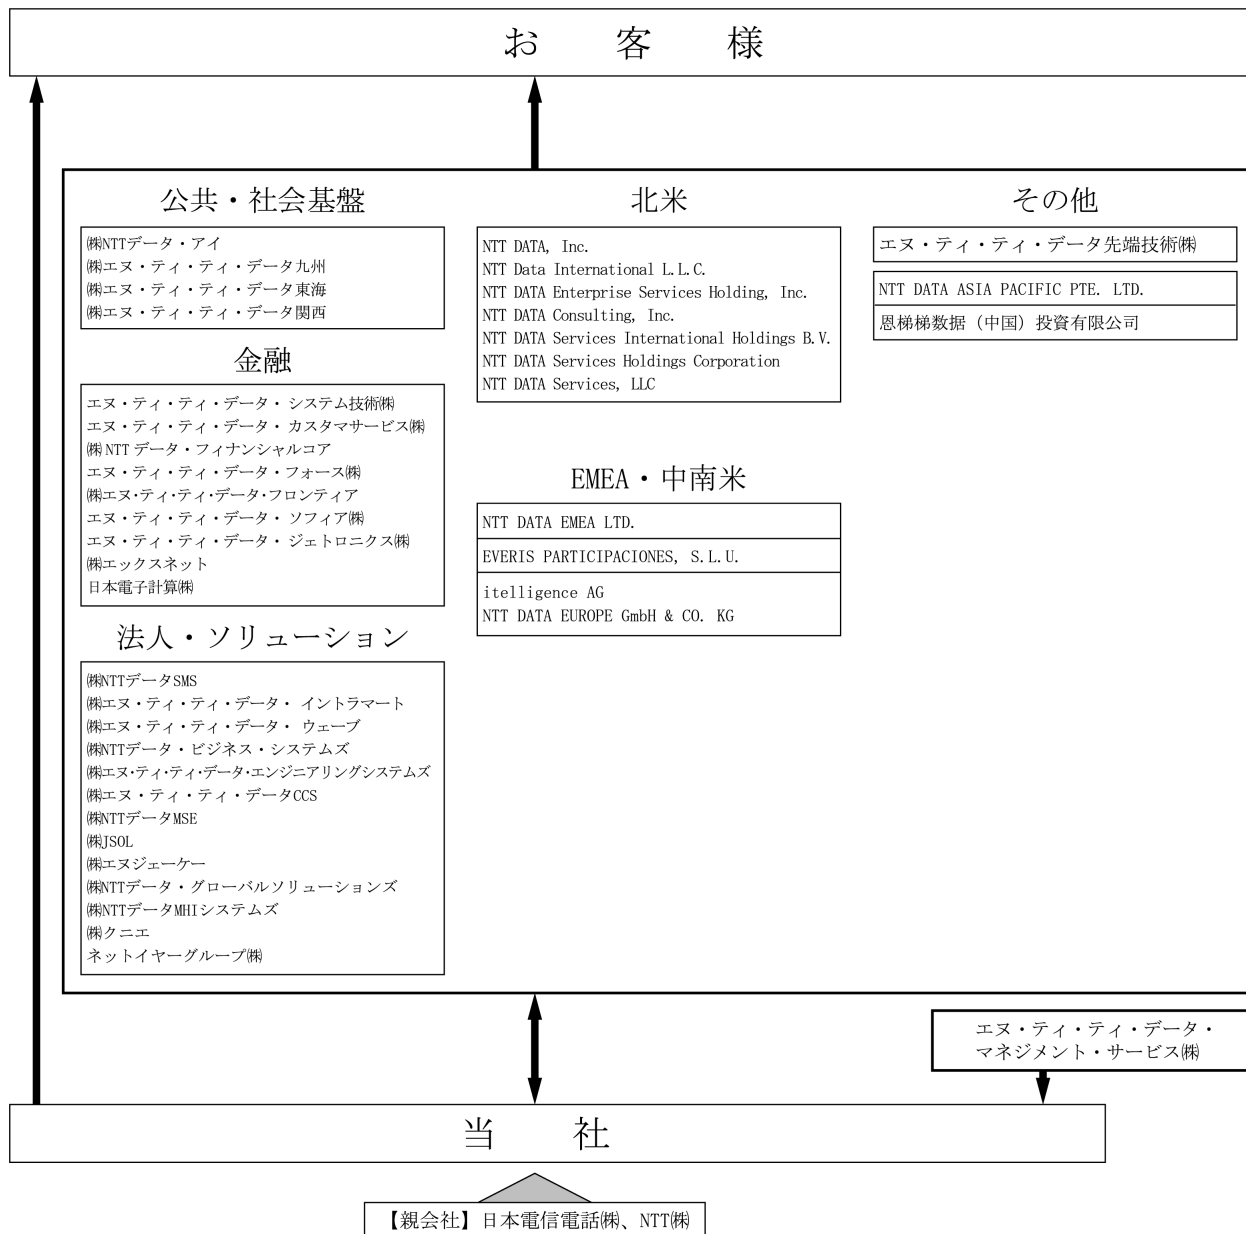 お客様
公共・社会基盤
㈱NTTデータ・アイ
㈱エヌ・ティ・ティ・データ九州
㈱エヌ・ティ・ティ・データ東海
㈱エヌ・ティ・ティ・データ関西
金融
エヌ・ティ・ティ・データ・システム技術㈱
エヌ・ティ・ティ・データ・カスタマサービス㈱
㈱NTTデータ・フィナンシャルコア
エヌ・ティ・ティ・データ・フォース㈱
㈱エヌ・ティ・ティ・データ・フロンティア
エヌ・ティ・ティ・データ・ソフィア㈱
エヌ・ティ・ティ・データ・ジェトロニクス㈱
㈱エックスネット
日本電子計算㈱
法人・ソリューション
㈱NTTデータSMS
㈱エヌ・ティ・ティ・データ・イントラマート
㈱エヌ・ティ・ティ・データ・ウェーブ
㈱NTTデータ・ビジネス・システムズ
㈱エヌ・ティ・ティ・データ・エンジニアリングシステムズ
㈱エヌ・ティ・ティ・データCCS
㈱NTTデータMSE
㈱JSOL
㈱エヌジェーケー
㈱NTTデータ・グローバルソリューションズ
㈱NTTデータMHIシステムズ
㈱クニエ
ネットイヤーグループ㈱
北米
NTT DATA, Inc.
NTT Data International L.L.C.
NTT DATA Enterprise Services Holding, Inc.
NTT DATA Consulting, Inc.
NTT DATA Services International Holdings B.V.
NTT DATA Services Holdings Corporation
NTT DATA Services, LLC
EMEA・中南米
NTT DATA EMEA LTD.
EVERIS PARTICIPACIONES, S.L.U.
itelligence AG
NTT DATA EUROPE GmbH & CO. KG
その他
エヌ・ティ・ティ・データ先端技術㈱
NTT DATA ASIA PACIFIC PTE. LTD.
恩梯梯数据（中国）投資有限公司
エヌ・ティ・ティ・データ・
マネジメント・サービス㈱
当社
【親会社】日本電信電話㈱、NTT㈱